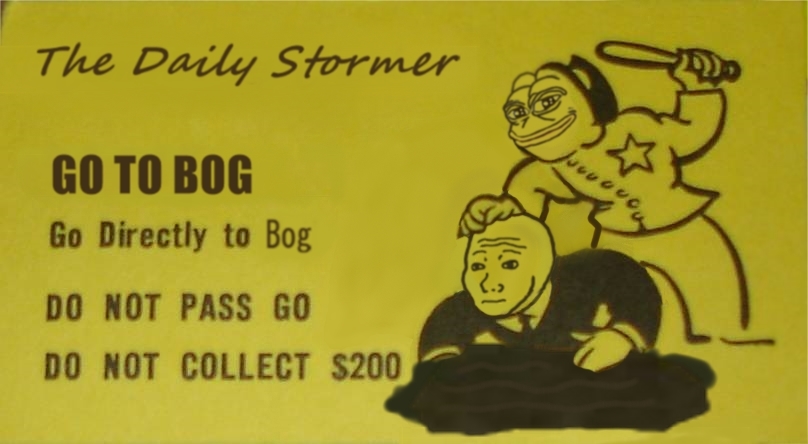 The Daily Stormer
GO TO BOG
Go Directly to Bog
DO NOT PASS GO
DO NOT COLLECT $200